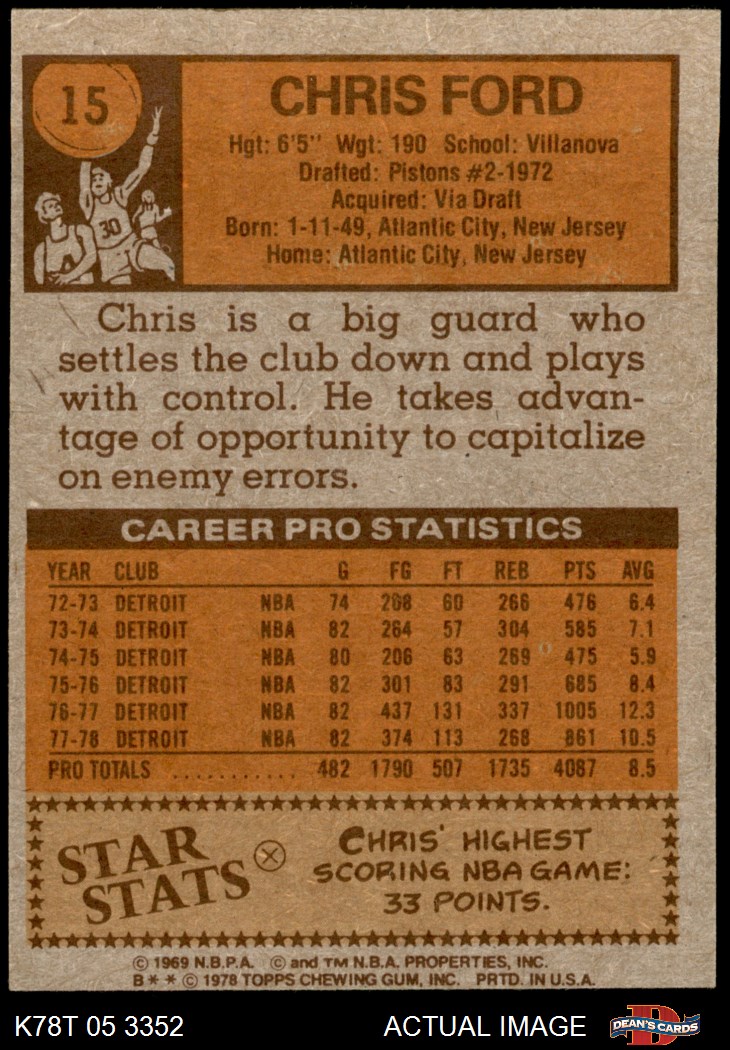 15
CHRIS FORD
Hgt: 6'5" Wgt: 190 School: Villanova
Drafted: Pistons #2-1972
Acquired: Via Draft
Born: 1-11-49, Atlantic City, New Jersey
Home: Atlantic City, New Jersey
30
Chris is a big guard who
settles the club down and plays
with control. He takes advan-
tage of opportunity to capitalize
on enemy errors.
CAREER PRO STATISTICS
YEAR CLUB G FG FT REB PTS AVG
72-73 DETROIT NBA 74 208 60 266 476 6.4
73-74 DETROIT NBA 82 264 57 304 585 7.1
74-75 DETROIT NBA 80 206 63 269 475 5.9
75-76 DETROIT NBA 82 301 83 291 685 8.4
76-77 DETROIT NBA 82 437 131 337 1005 12.3
77-78 DETROIT NBA 82 374 113 268 861 10.5
PRO TOTALS ........... 482 1790 507 1735 4087 8.5
STAR
STATS
CHRIS' HIGHEST
SCORING NBA GAME:
33 POINTS.
© 1969 N.B.P.A. © and TM N.B.A. PROPERTIES, INC.
B * * © 1978 TOPPS CHEWING GUM, INC. PRTD. IN U.S.A.
K78T 05 3352 ACTUAL IMAGE DEAN'S CARDS